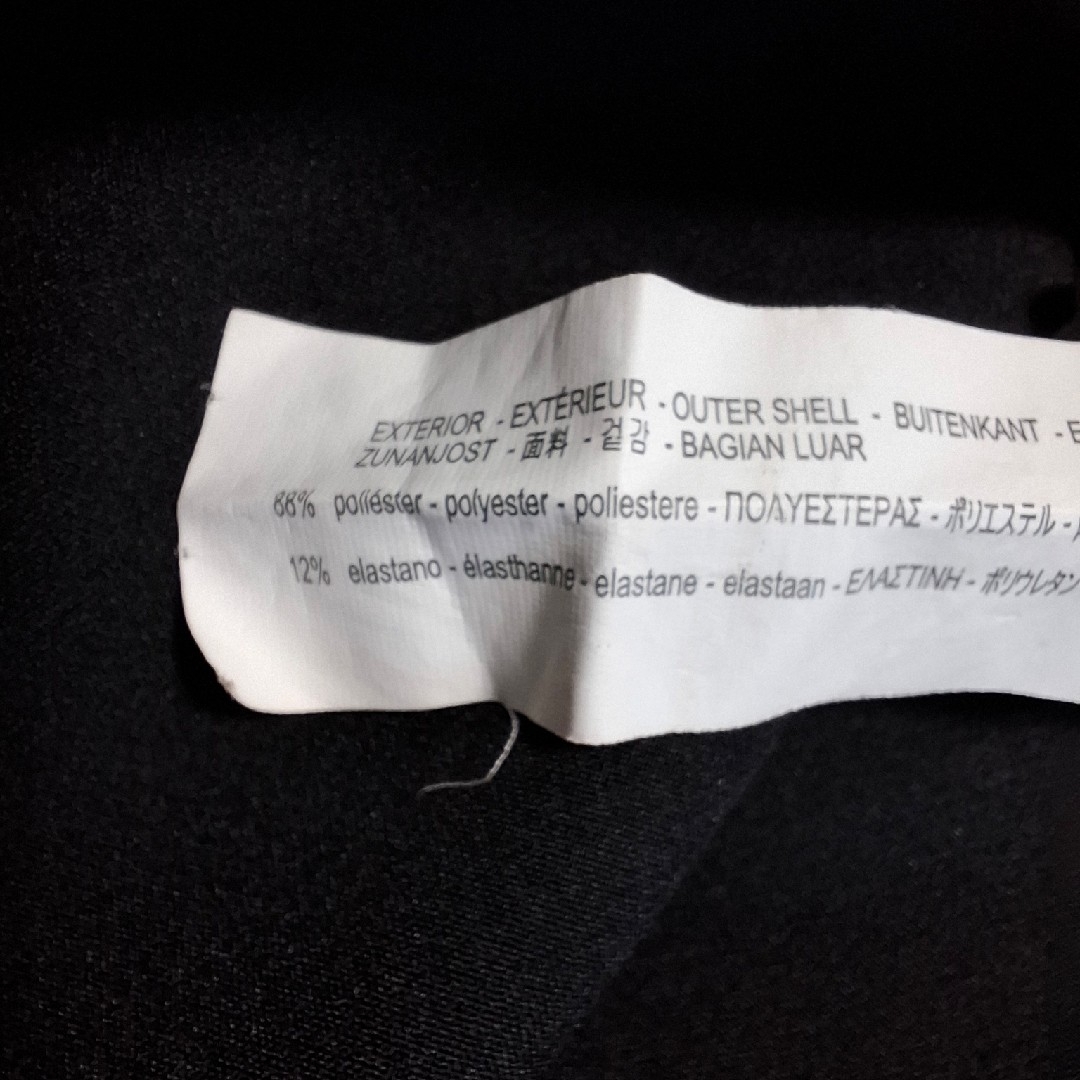 EXTERIOR - EXTÉRIEUR - OUTER SHELL - BUITENKANT -
ZUNANJOST - 面料 - 겉감 - BAGIAN LUAR
88% poliéster - polyester - poliestere - ΠΟΛΥΕΣΤΕΡΑΣ - ポリエステル -
12% elastano - élasthanne - elastane - elastaan - ΕΛΑΣΤΙΝΗ - ポリウレタン